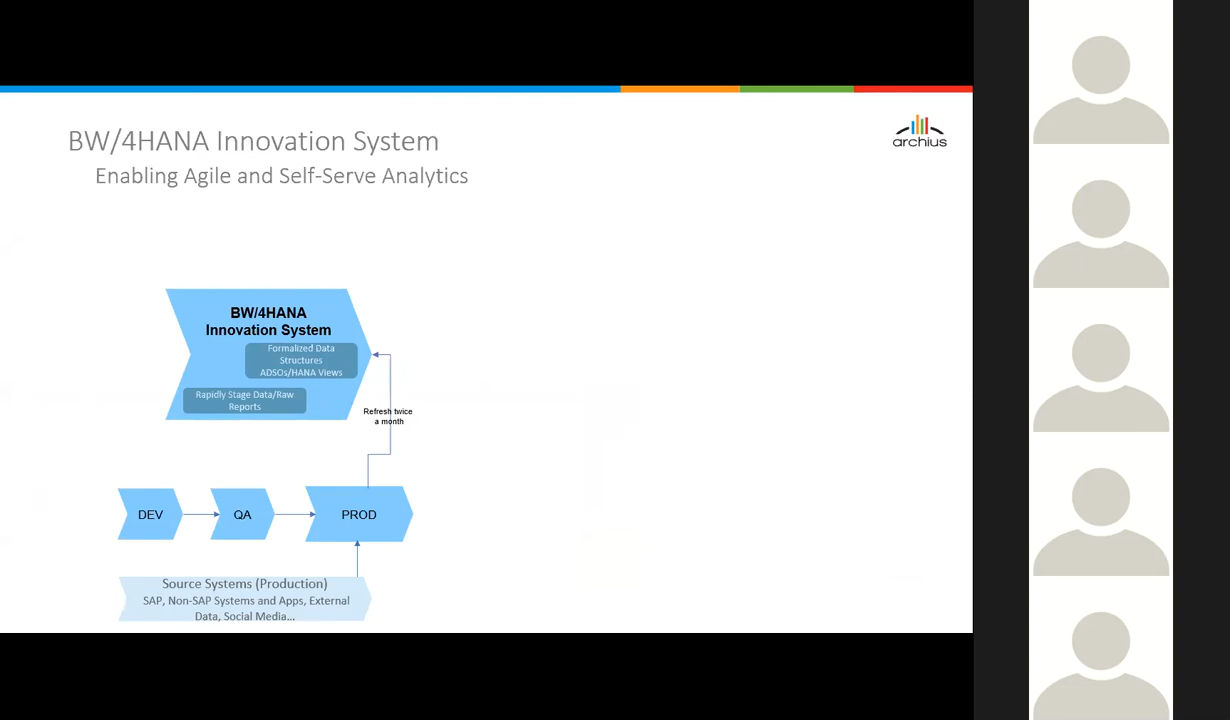 BW/4HANA Innovation System
Enabling Agile and Self-Serve Analytics
archius
BW/4HANA
Innovation System
Formalized Data
Structures
ADSOs/HANA Views
Rapidly Stage Data/Raw
Reports
Refresh twice
a month
DEV
QA
PROD
Source Systems (Production)
SAP, Non-SAP Systems and Apps, External
Data, Social Media...